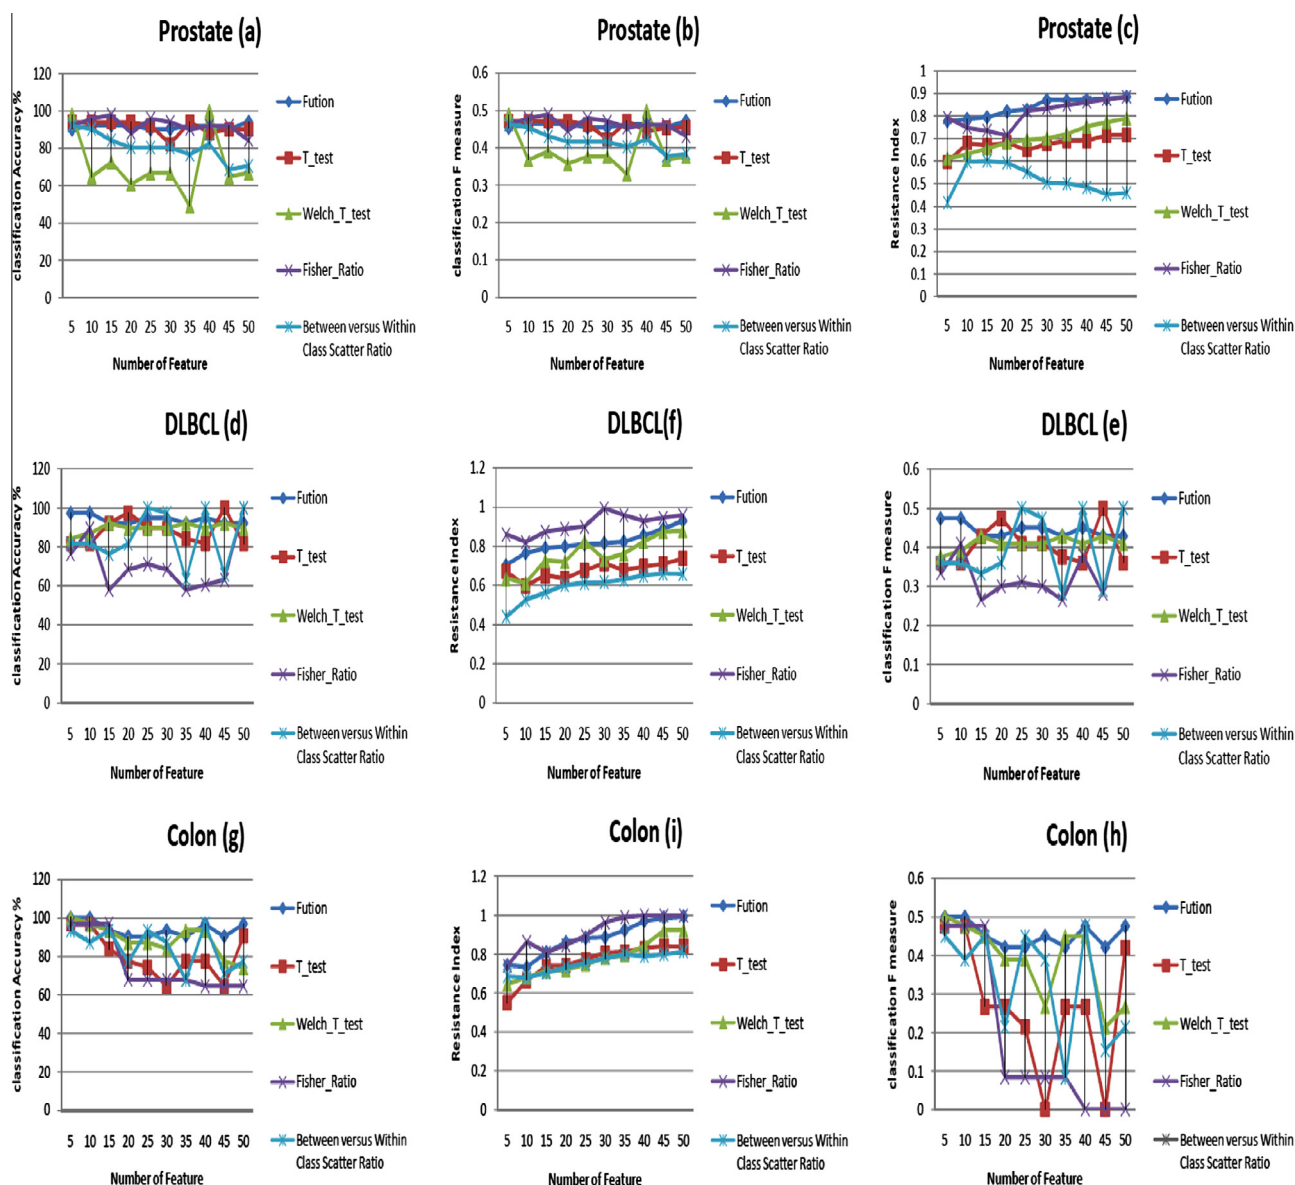 Prostate (a)
classification Accuracy %
120
100
80
60
40
20
0
5 10 15 20 25 30 35 40 45 50
Number of Feature
Fution
T_test
Welch_T_test
Fisher_Ratio
Between versus Within
Class Scatter Ratio
Prostate (b)
classification F measure
0.6
0.5
0.4
0.3
0.2
0.1
0
5 10 15 20 25 30 35 40 45 50
Number of Feature
Fution
T_test
Welch_T_test
Fisher_Ratio
Between versus Within
Class Scatter Ratio
Prostate (c)
Resistance Index
1
0.9
0.8
0.7
0.6
0.5
0.4
0.3
0.2
0.1
0
5 10 15 20 25 30 35 40 45 50
Number of Feature
Fution
T_test
Welch_T_test
Fisher_Ratio
Between versus Within
Class Scatter Ratio
DLBCL (d)
classification Accuracy %
120
100
80
60
40
20
0
5 10 15 20 25 30 35 40 45 50
Number of Feature
Fution
T_test
Welch_T_test
Fisher_Ratio
Between versus Within
Class Scatter Ratio
DLBCL(f)
Resistance Index
1.2
1
0.8
0.6
0.4
0.2
0
5 10 15 20 25 30 35 40 45 50
Number of Feature
Fution
T_test
Welch_T_test
Fisher_Ratio
Between versus Within
Class Scatter Ratio
DLBCL (e)
classification F measure
0.6
0.5
0.4
0.3
0.2
0.1
0
5 10 15 20 25 30 35 40 45 50
Number of Feature
Fution
T_test
Welch_T_test
Fisher_Ratio
Between versus Within
Class Scatter Ratio
Colon (g)
classification Accuracy %
120
100
80
60
40
20
0
5 10 15 20 25 30 35 40 45 50
Number of Feature
Fution
T_test
Welch_T_test
Fisher_Ratio
Between versus Within
Class Scatter Ratio
Colon (i)
Resistance Index
1.2
1
0.8
0.6
0.4
0.2
0
5 10 15 20 25 30 35 40 45 50
Number of Feature
Fution
T_test
Welch_T_test
Fisher_Ratio
Between versus Within
Class Scatter Ratio
Colon (h)
classification F measure
0.6
0.5
0.4
0.3
0.2
0.1
0
5 10 15 20 25 30 35 40 45 50
Number of Feature
Fution
T_test
Welch_T_test
Fisher_Ratio
Between versus Within
Class Scatter Ratio